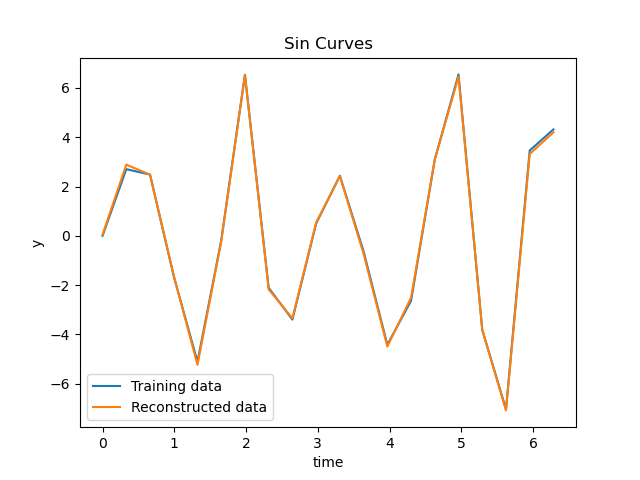 Sin Curves
6
4
2
0
−2
−4
−6
y
Training data
Reconstructed data
0 1 2 3 4 5 6
time